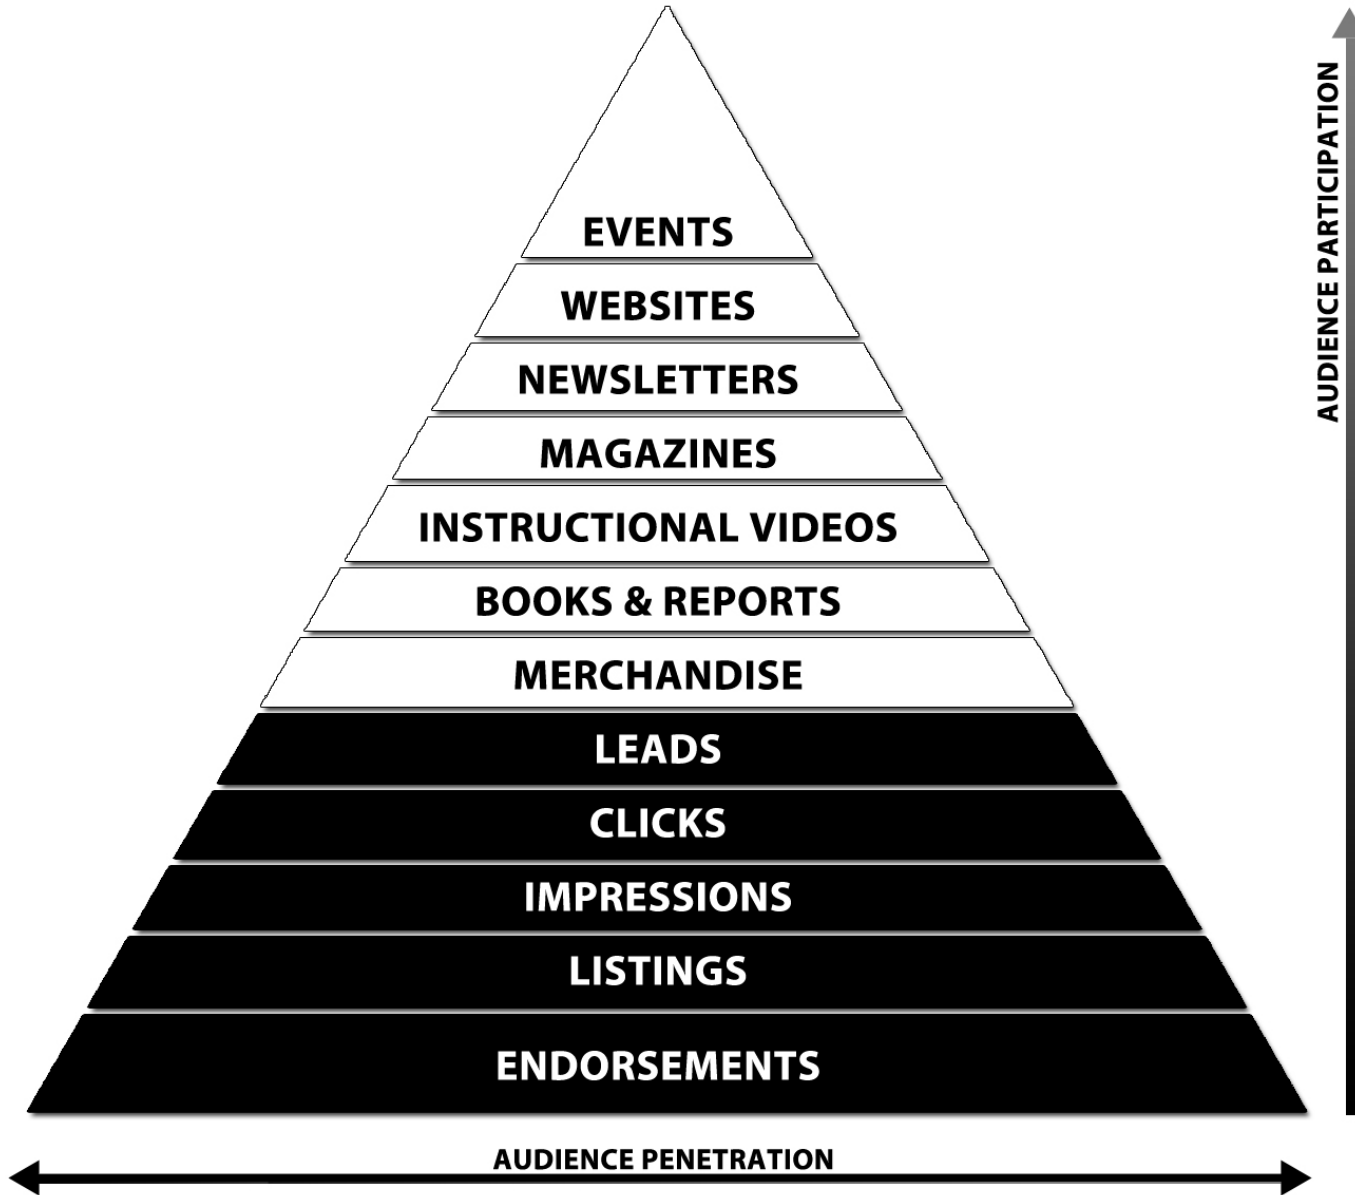 EVENTS
WEBSITES
NEWSLETTERS
MAGAZINES
INSTRUCTIONAL VIDEOS
BOOKS & REPORTS
MERCHANDISE
LEADS
CLICKS
IMPRESSIONS
LISTINGS
ENDORSEMENTS
AUDIENCE PENETRATION
AUDIENCE PARTICIPATION